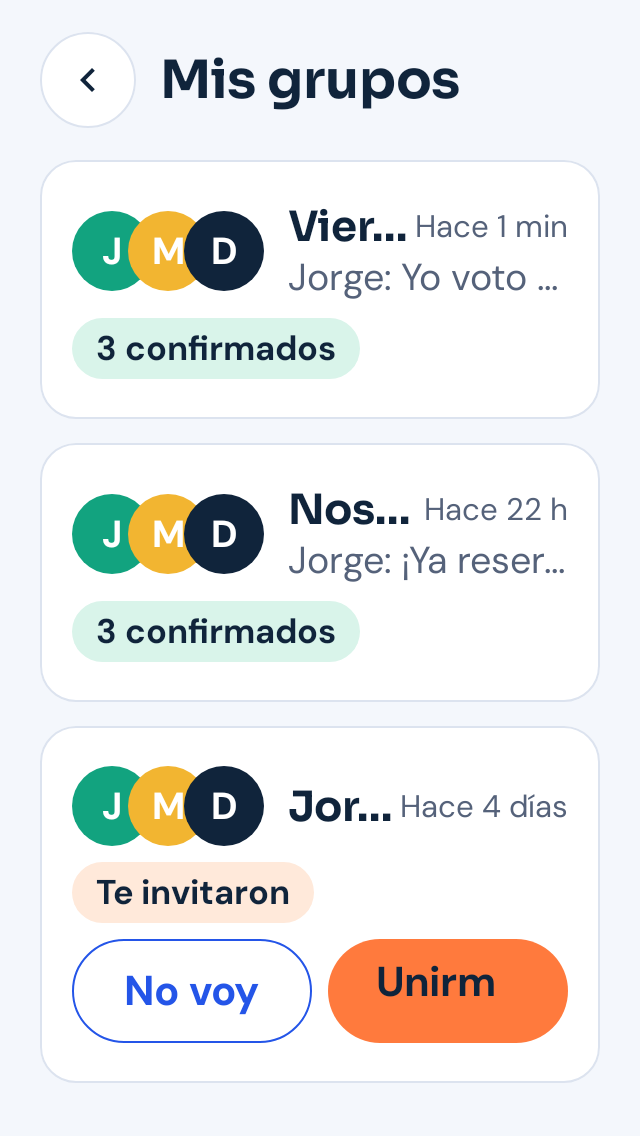 Mis grupos
J M D
Vier... Hace 1 min
Jorge: Yo voto ...
3 confirmados
J M D
Nos... Hace 22 h
Jorge: ¡Ya reser...
3 confirmados
J M D
Jor... Hace 4 días
Te invitaron
No voy
Unirm